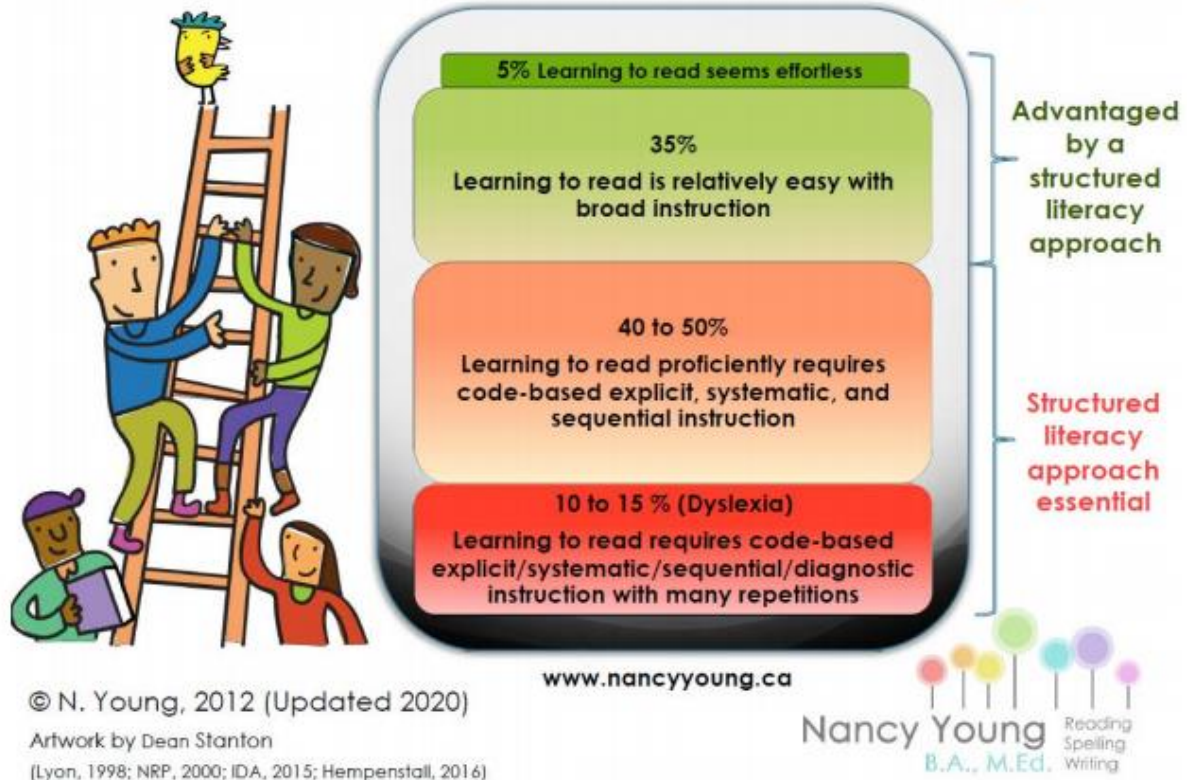 5% Learning to read seems effortless
35%
Learning to read is relatively easy with
broad instruction
40 to 50%
Learning to read proficiently requires
code-based explicit, systematic, and
sequential instruction
10 to 15 % (Dyslexia)
Learning to read requires code-based
explicit/systematic/sequential/diagnostic
instruction with many repetitions
Advantaged
by a
structured
literacy
approach
Structured
literacy
approach
essential
www.nancyyoung.ca
© N. Young, 2012 (Updated 2020)
Artwork by Dean Stanton
(Lyon, 1998; NRP, 2000; IDA, 2015; Hempenstall, 2016)
Nancy Young
B.A., M.Ed.
Reading
Spelling
Writing